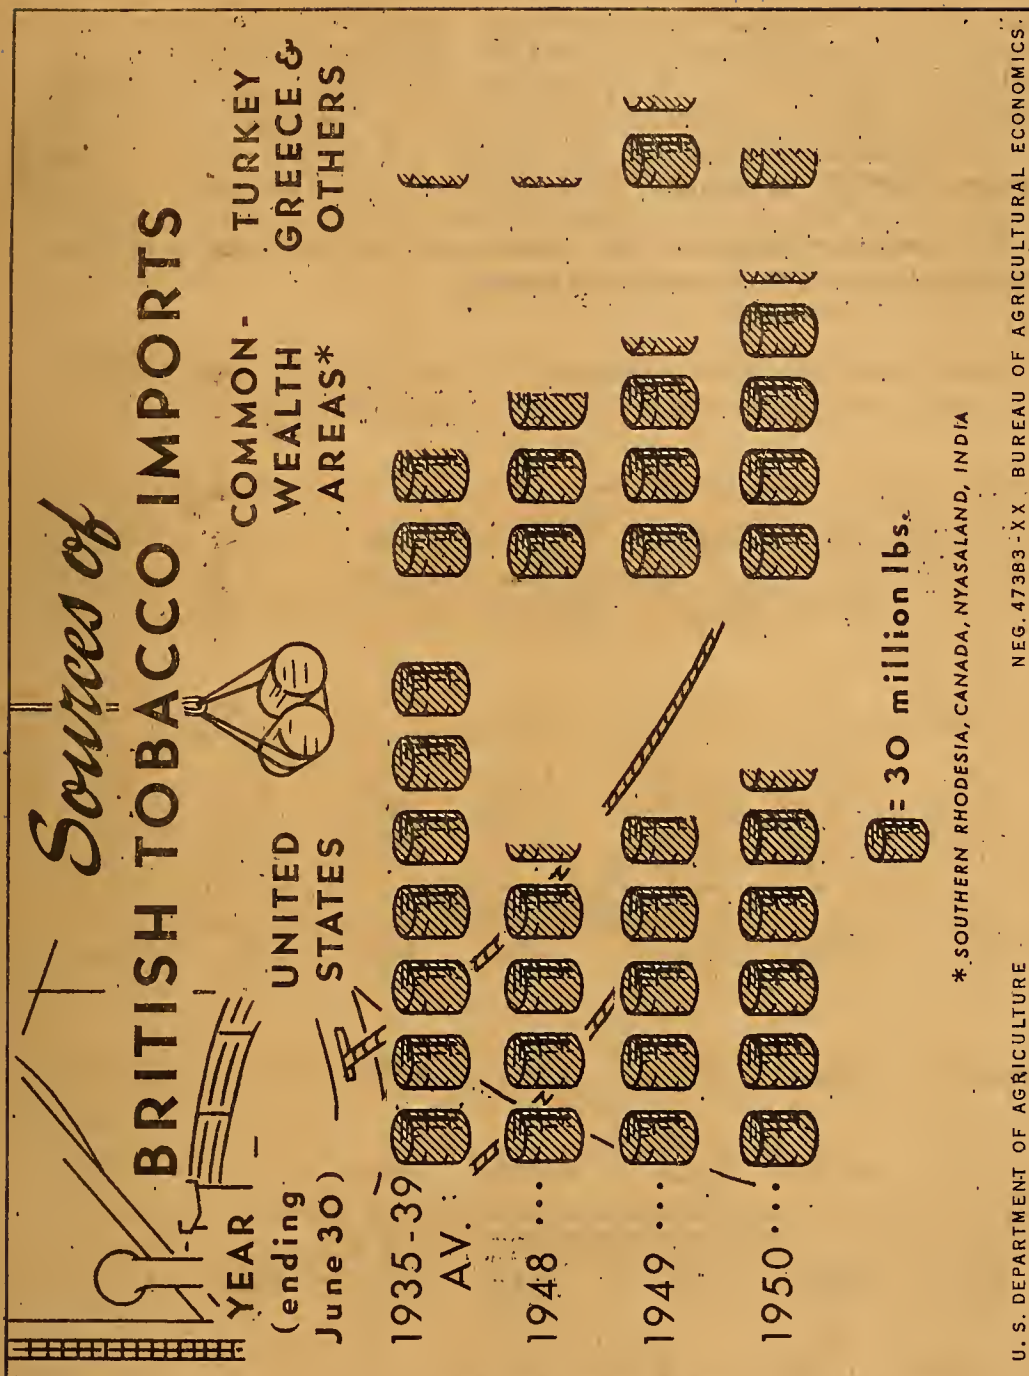 Sources of
BRITISH TOBACCO IMPORTS
YEAR
(ending
June 30)
UNITED
STATES
COMMON-
WEALTH
AREAS*
TURKEY
GREECE &
OTHERS
1935-39
AV. :
1948 ...
1949 ...
1950 ...
= 30 million lbs.
* SOUTHERN RHODESIA, CANADA, NYASALAND, INDIA
U. S. DEPARTMENT OF AGRICULTURE
NEG. 47383-XX BUREAU OF AGRICULTURAL ECONOMICS.